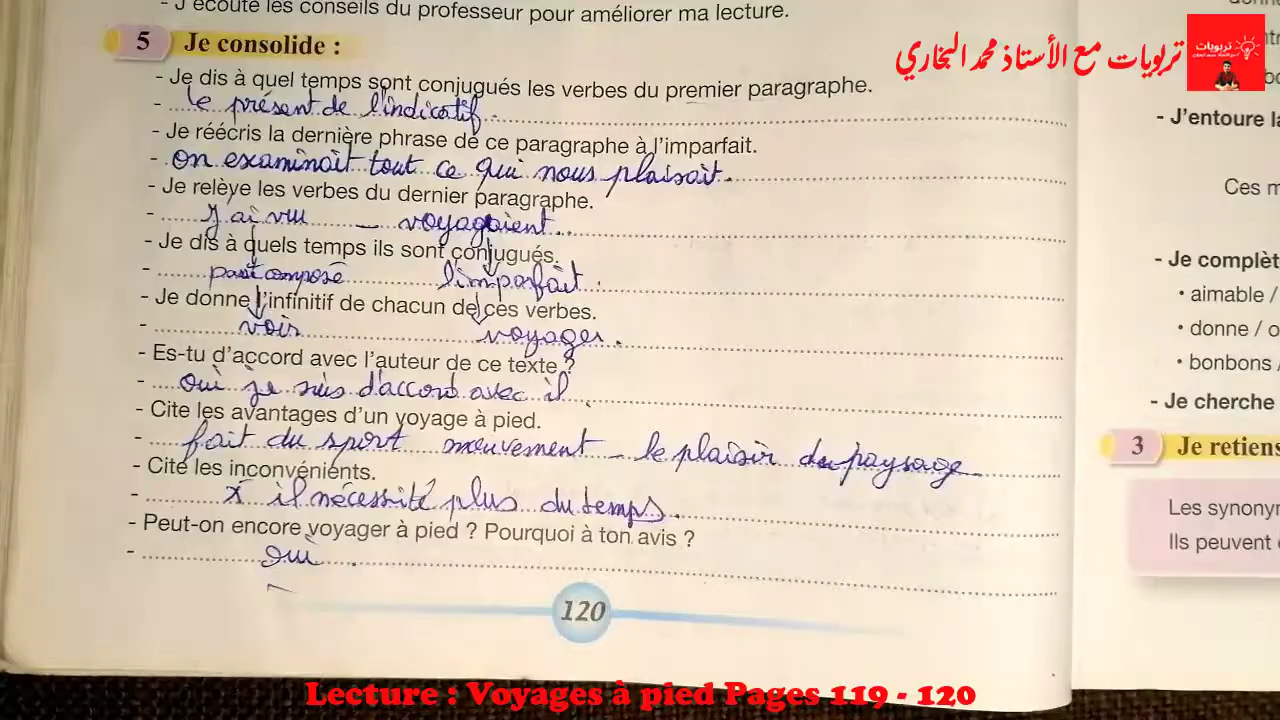 - J'écoute les conseils du professeur pour améliorer ma lecture.
5 Je consolide :
- Je dis à quel temps sont conjugués les verbes du premier paragraphe.
- le présent de l'indicatif.
- Je réécris la dernière phrase de ce paragraphe à l'imparfait.
- on examinait tout ce qui nous plaisait.
- Je relève les verbes du dernier paragraphe.
- J'ai vu - voyageaient.
- Je dis à quels temps ils sont conjugués.
- passé composé l'imparfait.
- Je donne l'infinitif de chacun de ces verbes.
- voir voyager.
- Es-tu d'accord avec l'auteur de ce texte ?
- oui je suis d'accord avec il
- Cite les avantages d'un voyage à pied.
- fait du sport mouvement - le plaisir du paysage
- Cite les inconvénients.
- il nécessité plus du temps.
- Peut-on encore voyager à pied ? Pourquoi à ton avis ?
- oui
120
تربويات مع الأستاذ محمد البخاري
تربويات
- J'entoure la
Ces m
- Je complèt
• aimable /
• donne / o
• bonbons /
- Je cherche
3 Je retiens
Les synonym
Ils peuvent
Lecture : Voyages à pied Pages 119 - 120